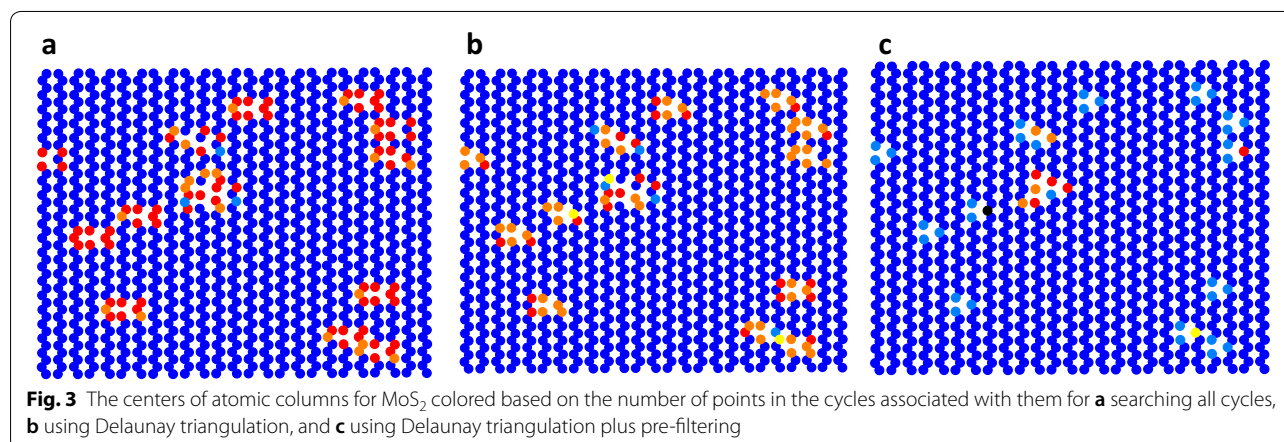 a
b
c
Fig. 3 The centers of atomic columns for MoS₂ colored based on the number of points in the cycles associated with them for a searching all cycles,
b using Delaunay triangulation, and c using Delaunay triangulation plus pre-filtering